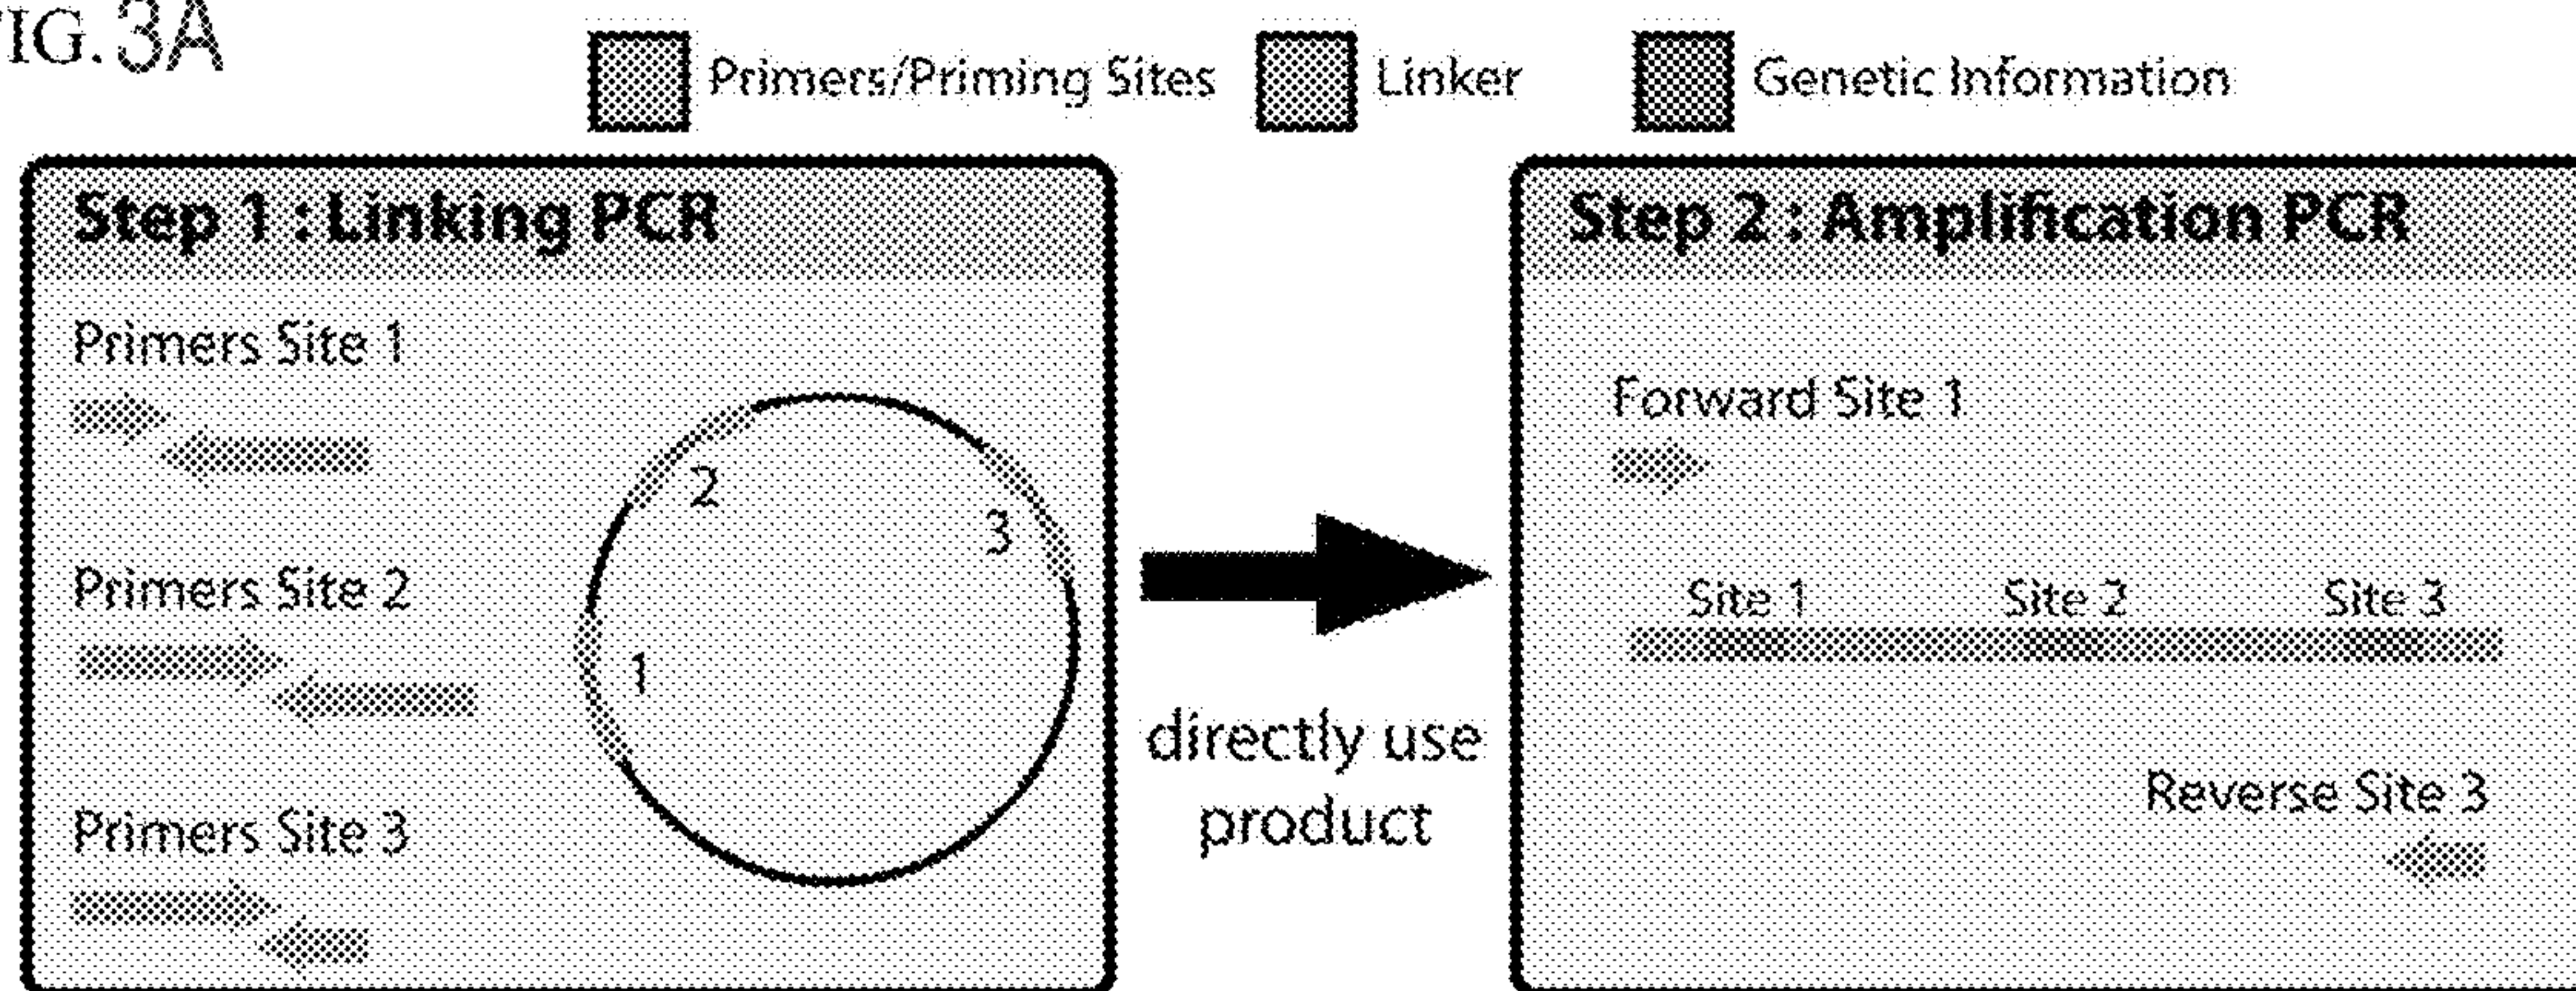 FIG. 3A
Primers/Priming Sites
Linker
Genetic Information
Step 1 : Linking PCR
Primers Site 1
Primers Site 2
Primers Site 3
2
3
1
directly use
product
Step 2 : Amplification PCR
Forward Site 1
Site 1
Site 2
Site 3
Reverse Site 3